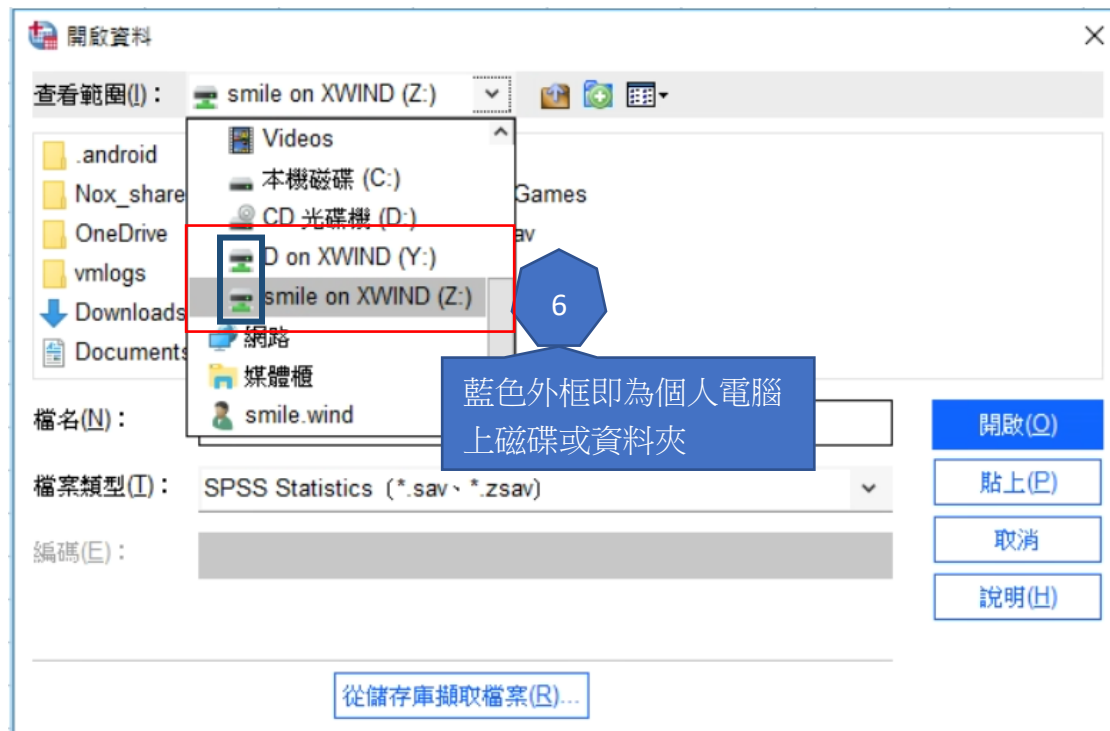 開啟資料
查看範圍(I)： smile on XWIND (Z:)
.android
Nox_share
OneDrive
vmlogs
Downloads
Documents
Games
av
Videos
本機磁碟 (C:)
CD 光碟機 (D:)
D on XWIND (Y:)
smile on XWIND (Z:)
網路
媒體櫃
smile.wind
6
藍色外框即為個人電腦
上磁碟或資料夾
檔名(N)：
檔案類型(T)： SPSS Statistics (*.sav、*.zsav)
編碼(E)：
開啟(O)
貼上(P)
取消
說明(H)
從儲存庫擷取檔案(R)...